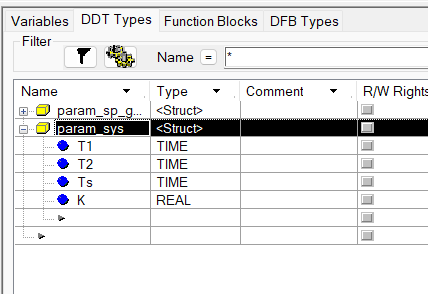 Variables DDT Types Function Blocks DFB Types
Filter
Name = *
Name Type Comment R/W Rights
param_sp_g... <Struct>
param_sys <Struct>
T1 TIME
T2 TIME
Ts TIME
K REAL